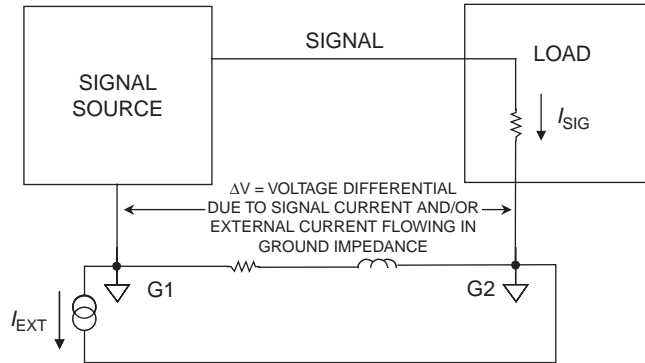 SIGNAL
SOURCE
SIGNAL
LOAD
ISIG
ΔV = VOLTAGE DIFFERENTIAL
DUE TO SIGNAL CURRENT AND/OR
EXTERNAL CURRENT FLOWING IN
GROUND IMPEDANCE
G1
G2
IEXT